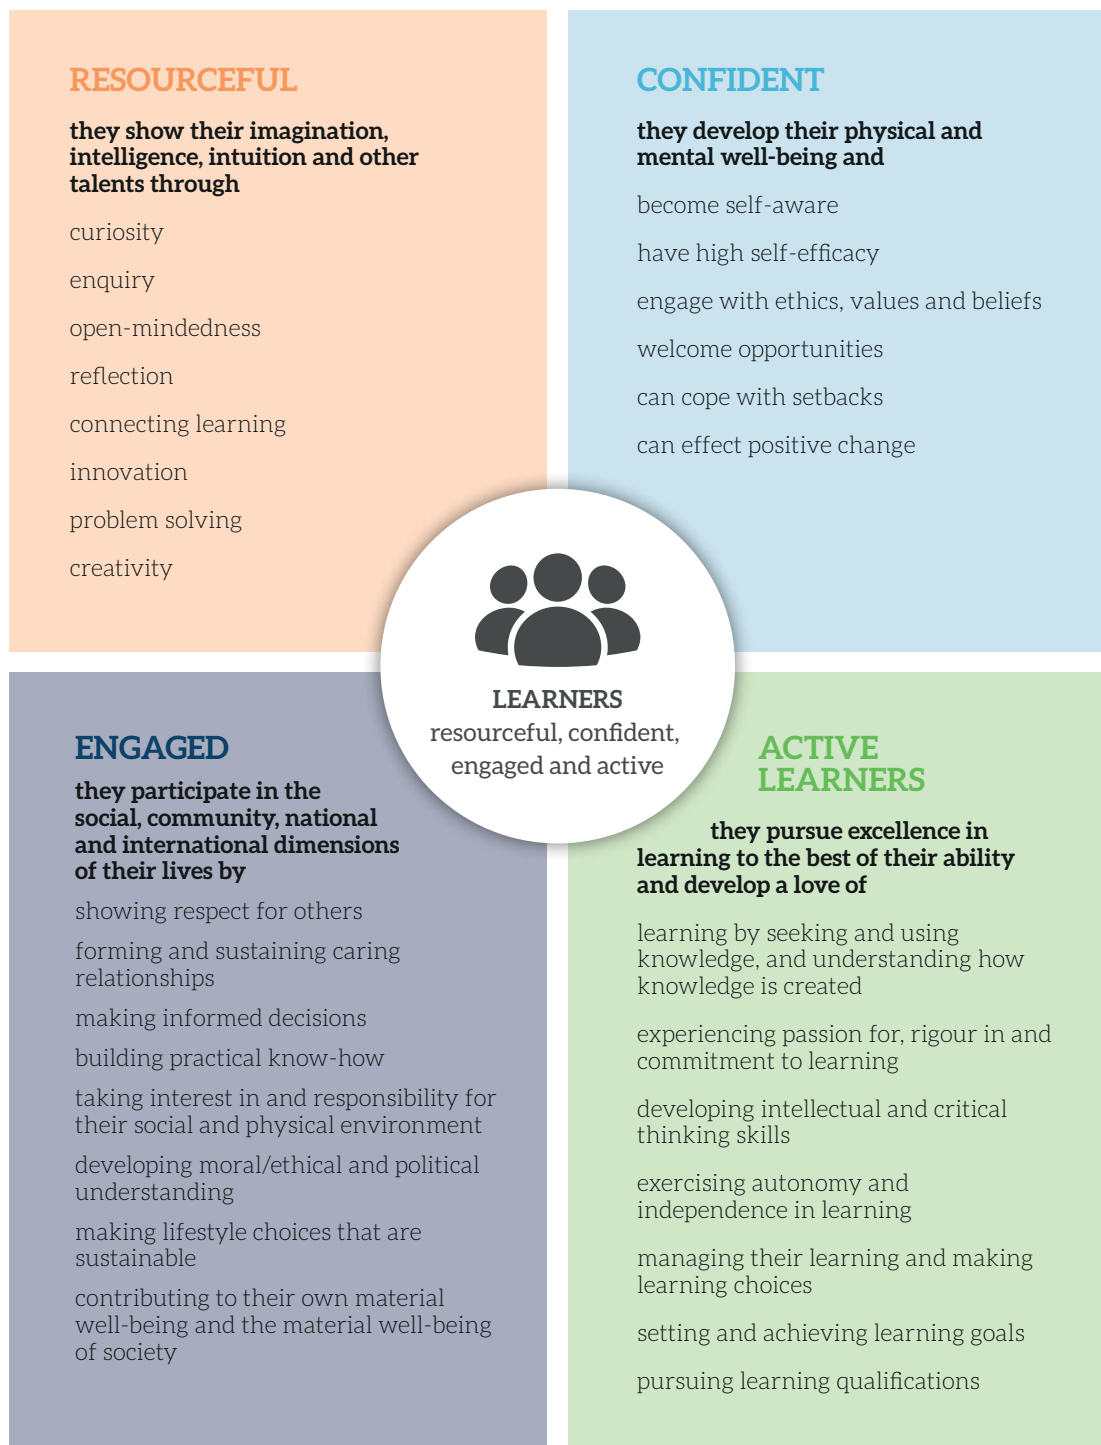 RESOURCEFUL
they show their imagination,
intelligence, intuition and other
talents through
curiosity
enquiry
open-mindedness
reflection
connecting learning
innovation
problem solving
creativity
CONFIDENT
they develop their physical and
mental well-being and
become self-aware
have high self-efficacy
engage with ethics, values and beliefs
welcome opportunities
can cope with setbacks
can effect positive change
LEARNERS
resourceful, confident,
engaged and active
ENGAGED
they participate in the
social, community, national
and international dimensions
of their lives by
showing respect for others
forming and sustaining caring
relationships
making informed decisions
building practical know-how
taking interest in and responsibility for
their social and physical environment
developing moral/ethical and political
understanding
making lifestyle choices that are
sustainable
contributing to their own material
well-being and the material well-being
of society
ACTIVE
LEARNERS
they pursue excellence in
learning to the best of their ability
and develop a love of
learning by seeking and using
knowledge, and understanding how
knowledge is created
experiencing passion for, rigour in and
commitment to learning
developing intellectual and critical
thinking skills
exercising autonomy and
independence in learning
managing their learning and making
learning choices
setting and achieving learning goals
pursuing learning qualifications